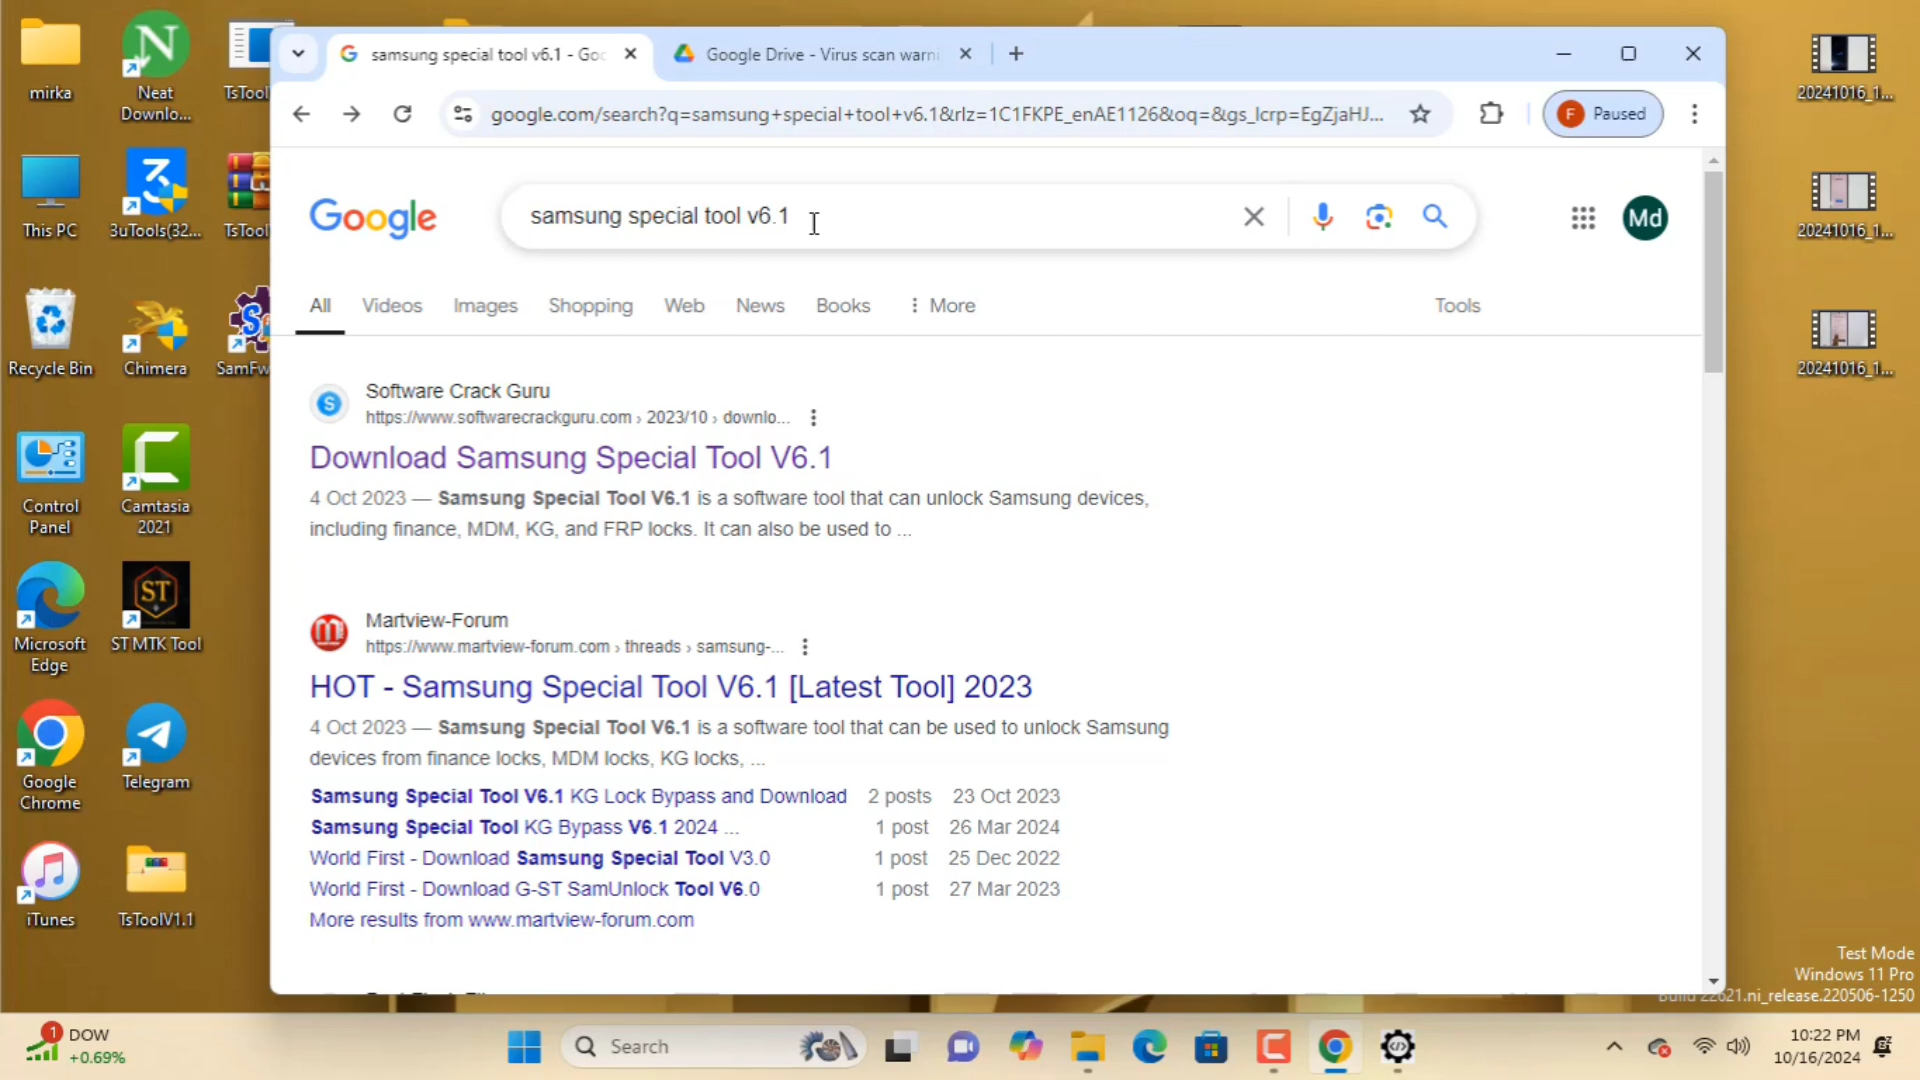 samsung special tool v6.1 - Goo
Google Drive - Virus scan warni
google.com/search?q=samsung+special+tool+v6.1&rlz=1C1FKPE_enAE1126&oq=&gs_lcrp=EgZjaHJ...
F
Paused
Google
samsung special tool v6.1
Md
All
Videos
Images
Shopping
Web
News
Books
More
Tools
S
Software Crack Guru
https://www.softwarecrackguru.com › 2023/10 › downlo...
Download Samsung Special Tool V6.1
4 Oct 2023 — Samsung Special Tool V6.1 is a software tool that can unlock Samsung devices,
including finance, MDM, KG, and FRP locks. It can also be used to ...
Martview-Forum
https://www.martview-forum.com › threads › samsung-...
HOT - Samsung Special Tool V6.1 [Latest Tool] 2023
4 Oct 2023 — Samsung Special Tool V6.1 is a software tool that can be used to unlock Samsung
devices from finance locks, MDM locks, KG locks, ...
Samsung Special Tool V6.1 KG Lock Bypass and Download 2 posts 23 Oct 2023
Samsung Special Tool KG Bypass V6.1 2024 ... 1 post 26 Mar 2024
World First - Download Samsung Special Tool V3.0 1 post 25 Dec 2022
World First - Download G-ST SamUnlock Tool V6.0 1 post 27 Mar 2023
More results from www.martview-forum.com
mirka
Neat
Downlo...
TsTool
This PC
3uTools(32...
TsTool
Recycle Bin
Chimera
SamFw
Control
Panel
Camtasia
2021
Microsoft
Edge
ST
ST MTK Tool
Google
Chrome
Telegram
iTunes
TsToolV1.1
20241016_1...
20241016_1...
20241016_1...
Test Mode
Windows 11 Pro
Build 22621.ni_release.220506-1250
1
DOW
+0.69%
Search
10:22 PM
10/16/2024